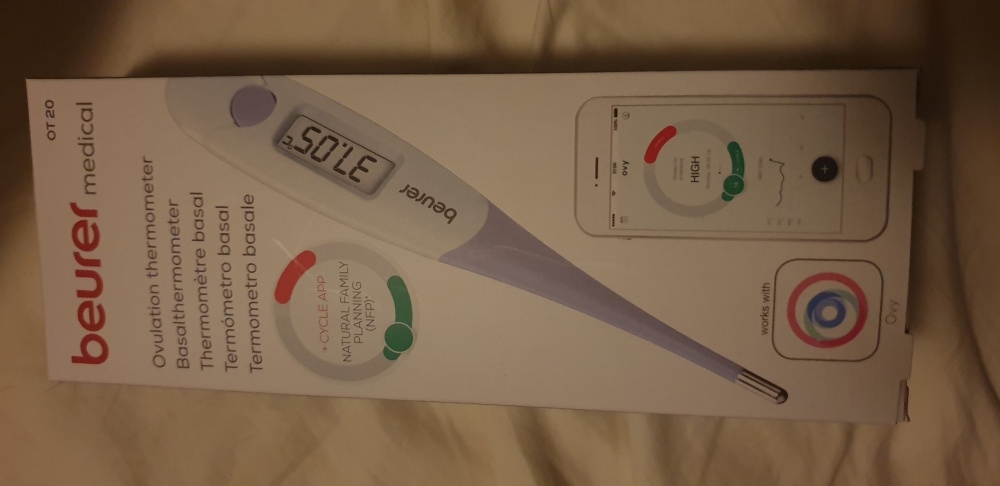 OT 20
beurer medical
Ovulation thermometer
Basalthermometer
Thermomètre basal
Termómetro basal
Termometro basale
+ CYCLE APP
NATURAL FAMILY
PLANNING
(NFP)*
37.05 °C
beurer
ovy
HIGH
works with
Ovy